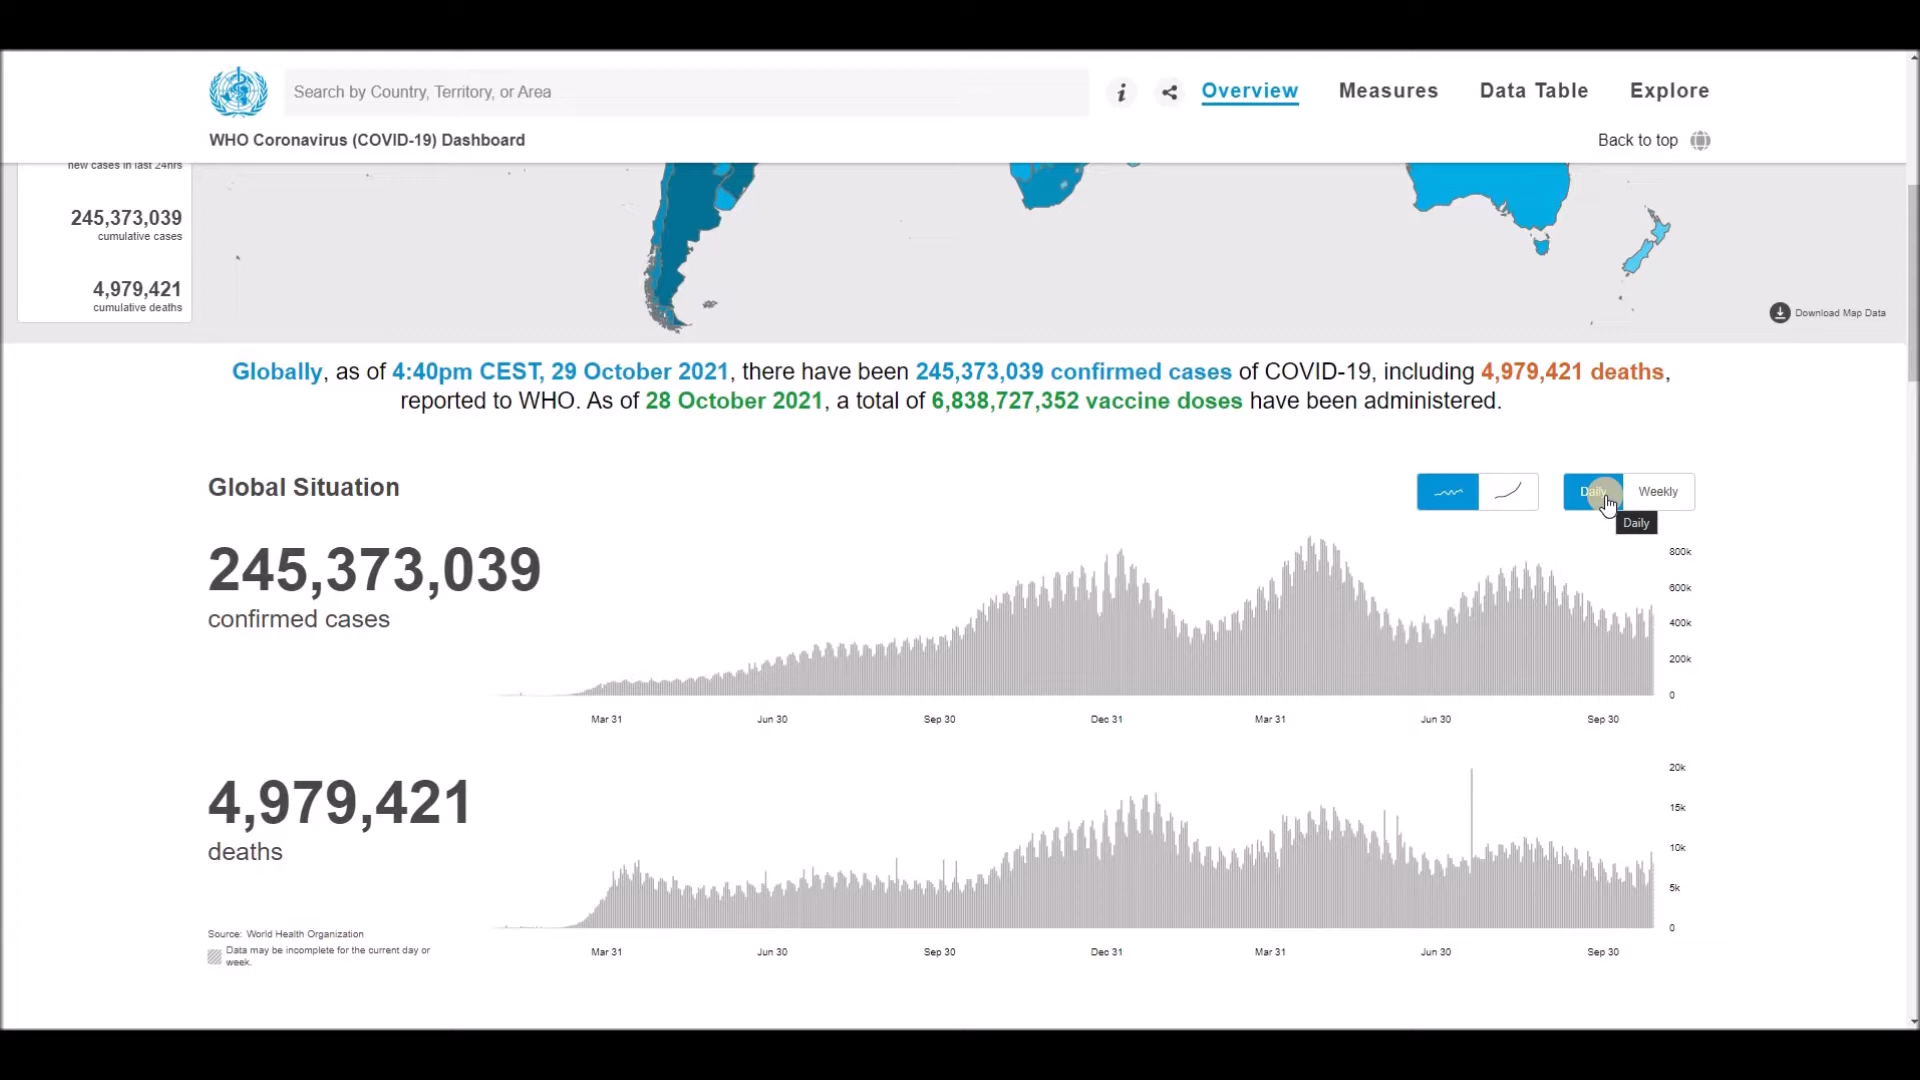 Search by Country, Territory, or Area
i
Overview
Measures
Data Table
Explore
WHO Coronavirus (COVID-19) Dashboard
Back to top
new cases in last 24hrs
245,373,039
cumulative cases
4,979,421
cumulative deaths
Download Map Data
Globally, as of 4:40pm CEST, 29 October 2021, there have been 245,373,039 confirmed cases of COVID-19, including 4,979,421 deaths,
reported to WHO. As of 28 October 2021, a total of 6,838,727,352 vaccine doses have been administered.
Global Situation
Daily
Weekly
Daily
245,373,039
confirmed cases
800k
600k
400k
200k
0
Mar 31
Jun 30
Sep 30
Dec 31
Mar 31
Jun 30
Sep 30
4,979,421
deaths
20k
15k
10k
5k
0
Mar 31
Jun 30
Sep 30
Dec 31
Mar 31
Jun 30
Sep 30
Source: World Health Organization
Data may be incomplete for the current day or
week.